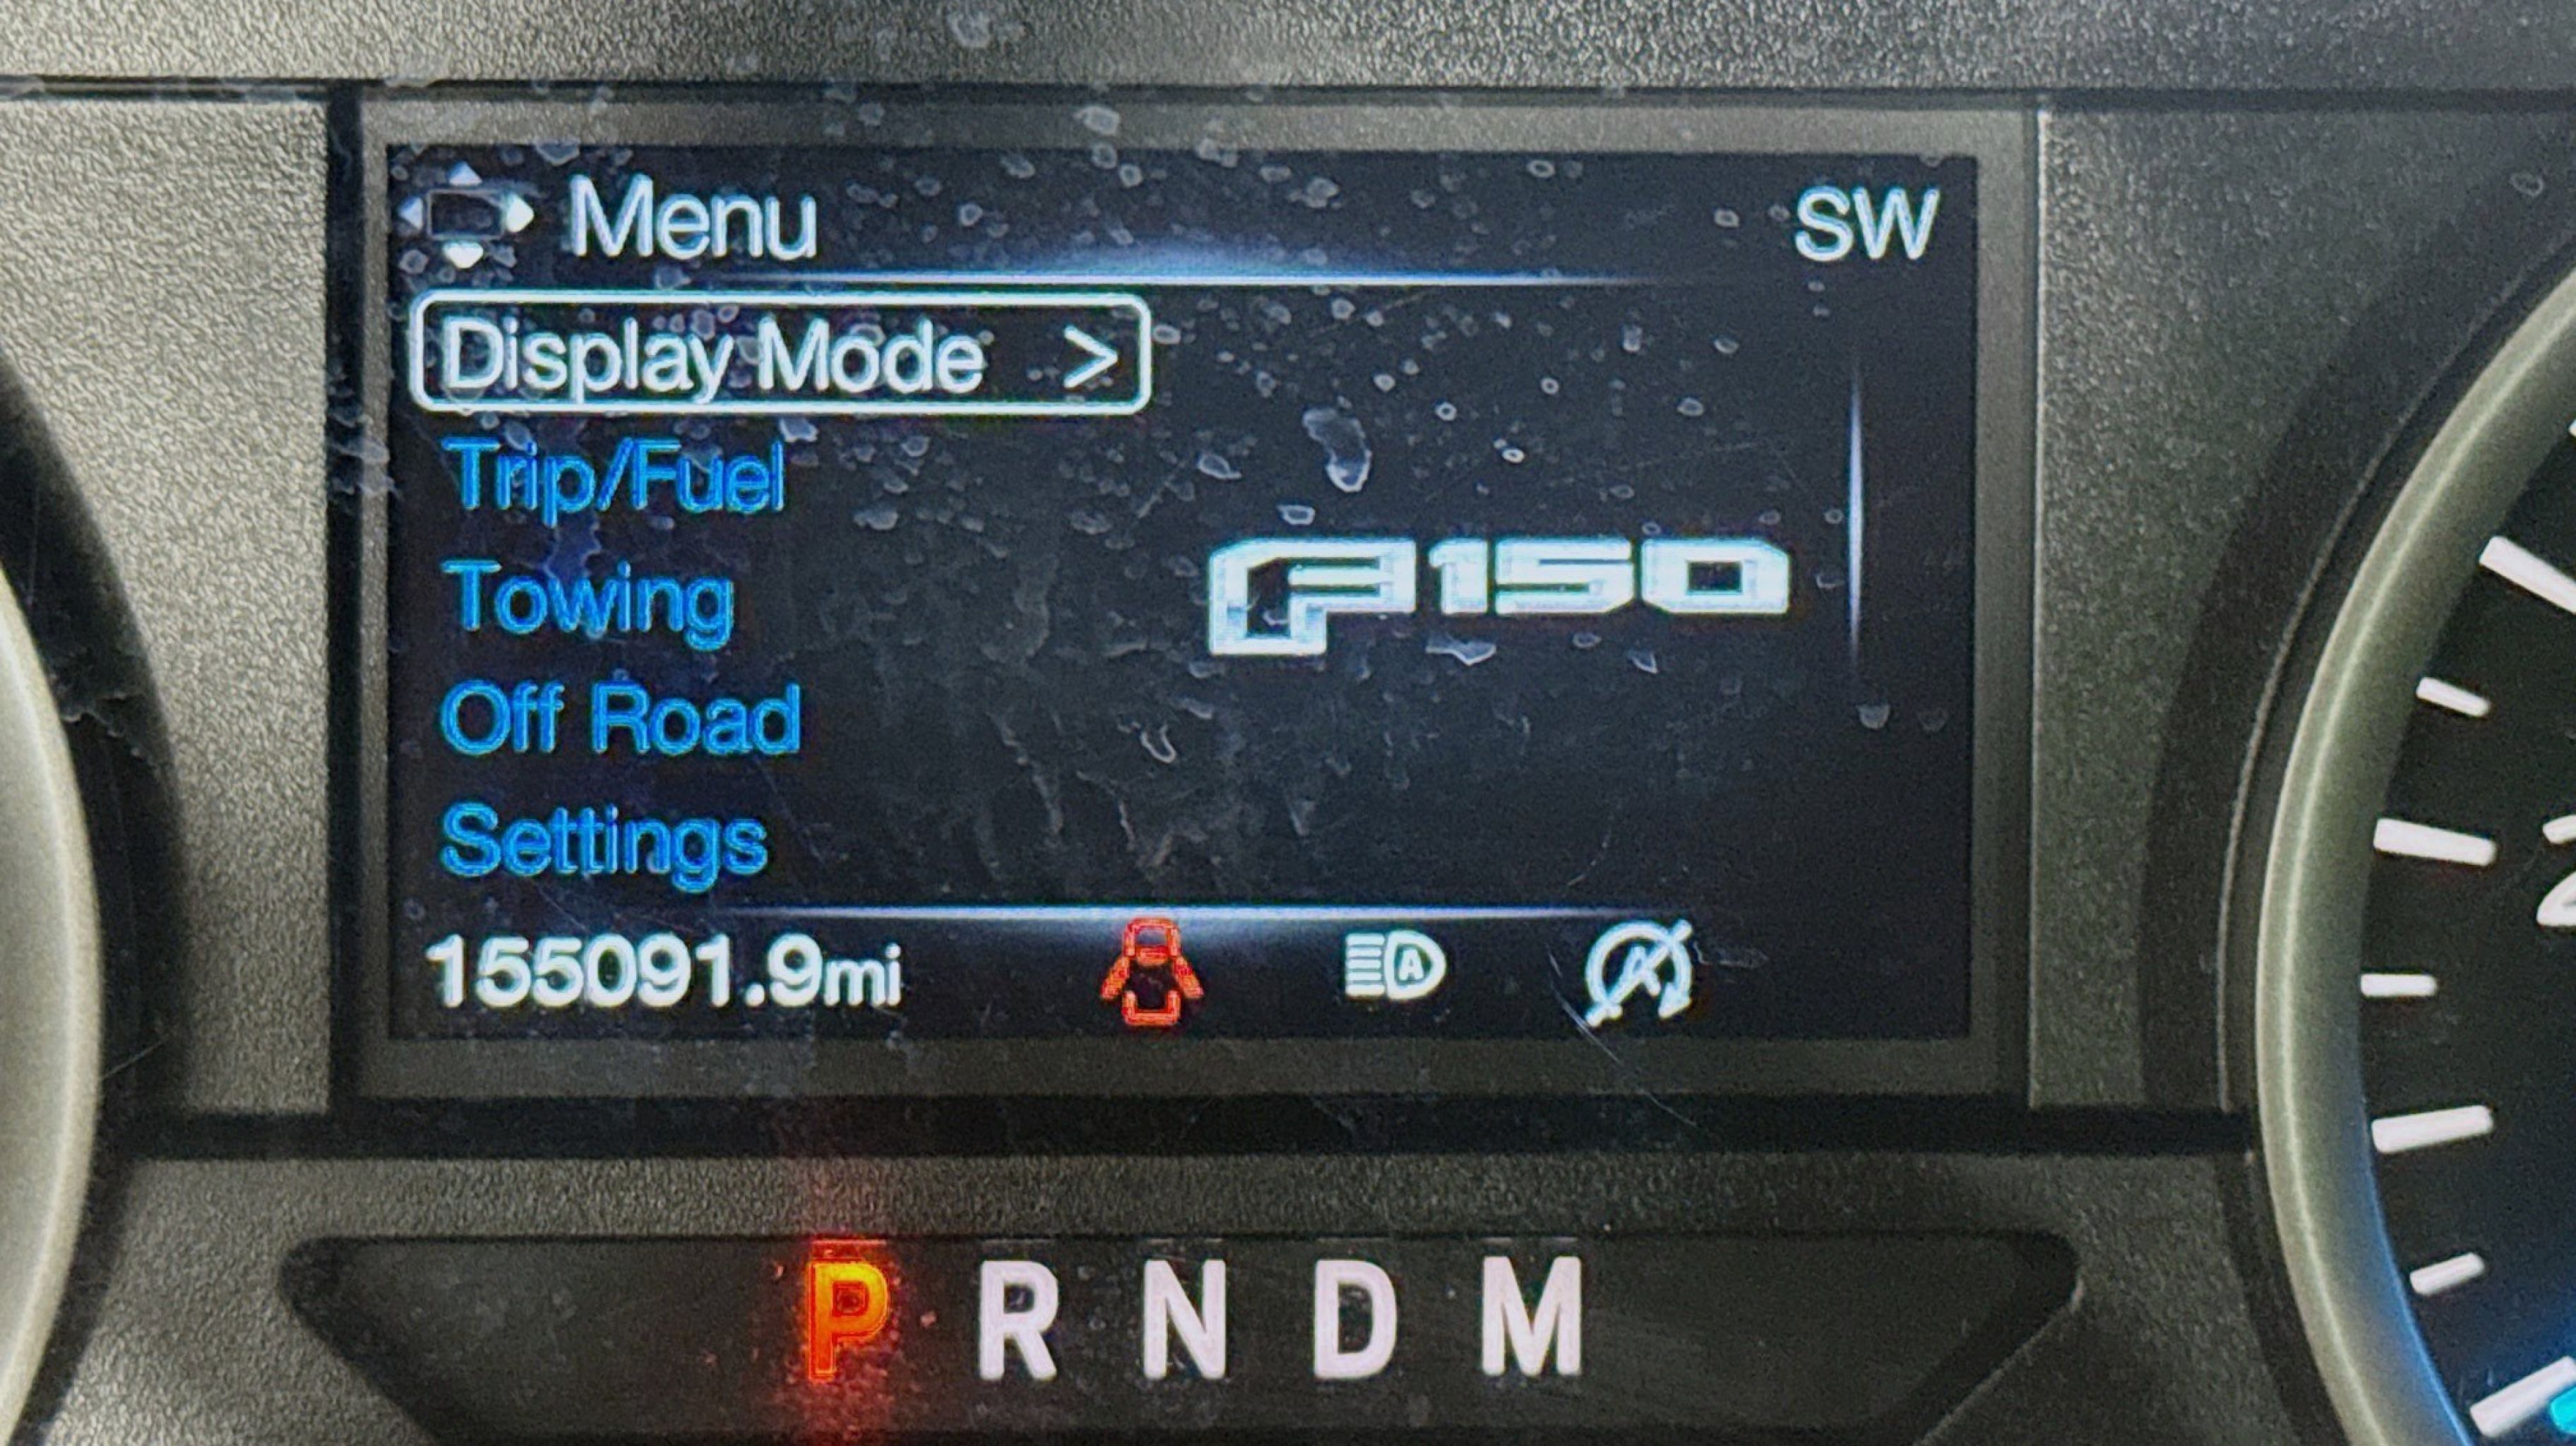 Menu SW
Display Mode >
Trip/Fuel
Towing
F150
Off Road
Settings
155091.9mi A A
P R N D M